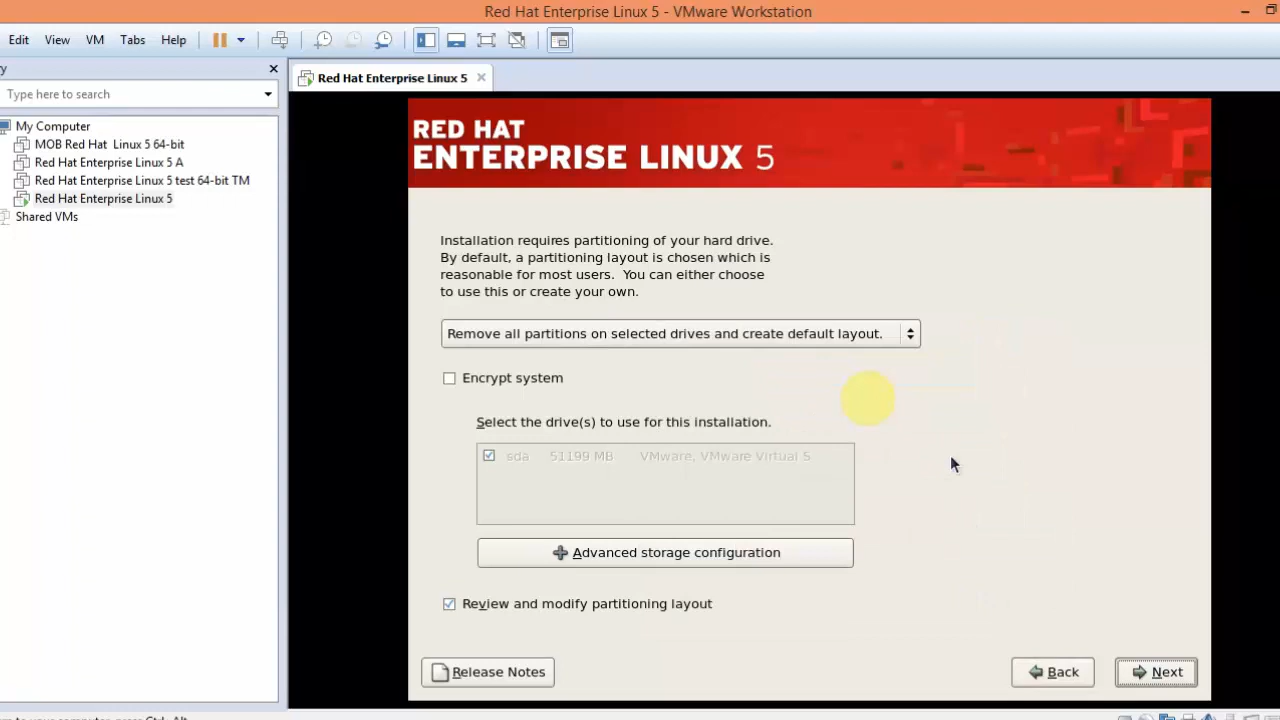 Red Hat Enterprise Linux 5 - VMware Workstation
Edit View VM Tabs Help
y
Type here to search
My Computer
MOB Red Hat Linux 5 64-bit
Red Hat Enterprise Linux 5 A
Red Hat Enterprise Linux 5 test 64-bit TM
Red Hat Enterprise Linux 5
Shared VMs
Red Hat Enterprise Linux 5
RED HAT
ENTERPRISE LINUX 5
Installation requires partitioning of your hard drive.
By default, a partitioning layout is chosen which is
reasonable for most users. You can either choose
to use this or create your own.
Remove all partitions on selected drives and create default layout.
Encrypt system
Select the drive(s) to use for this installation.
sda 51199 MB VMware, VMware Virtual S
Advanced storage configuration
Review and modify partitioning layout
Release Notes
Back
Next
to your computer, press Ctrl+Alt